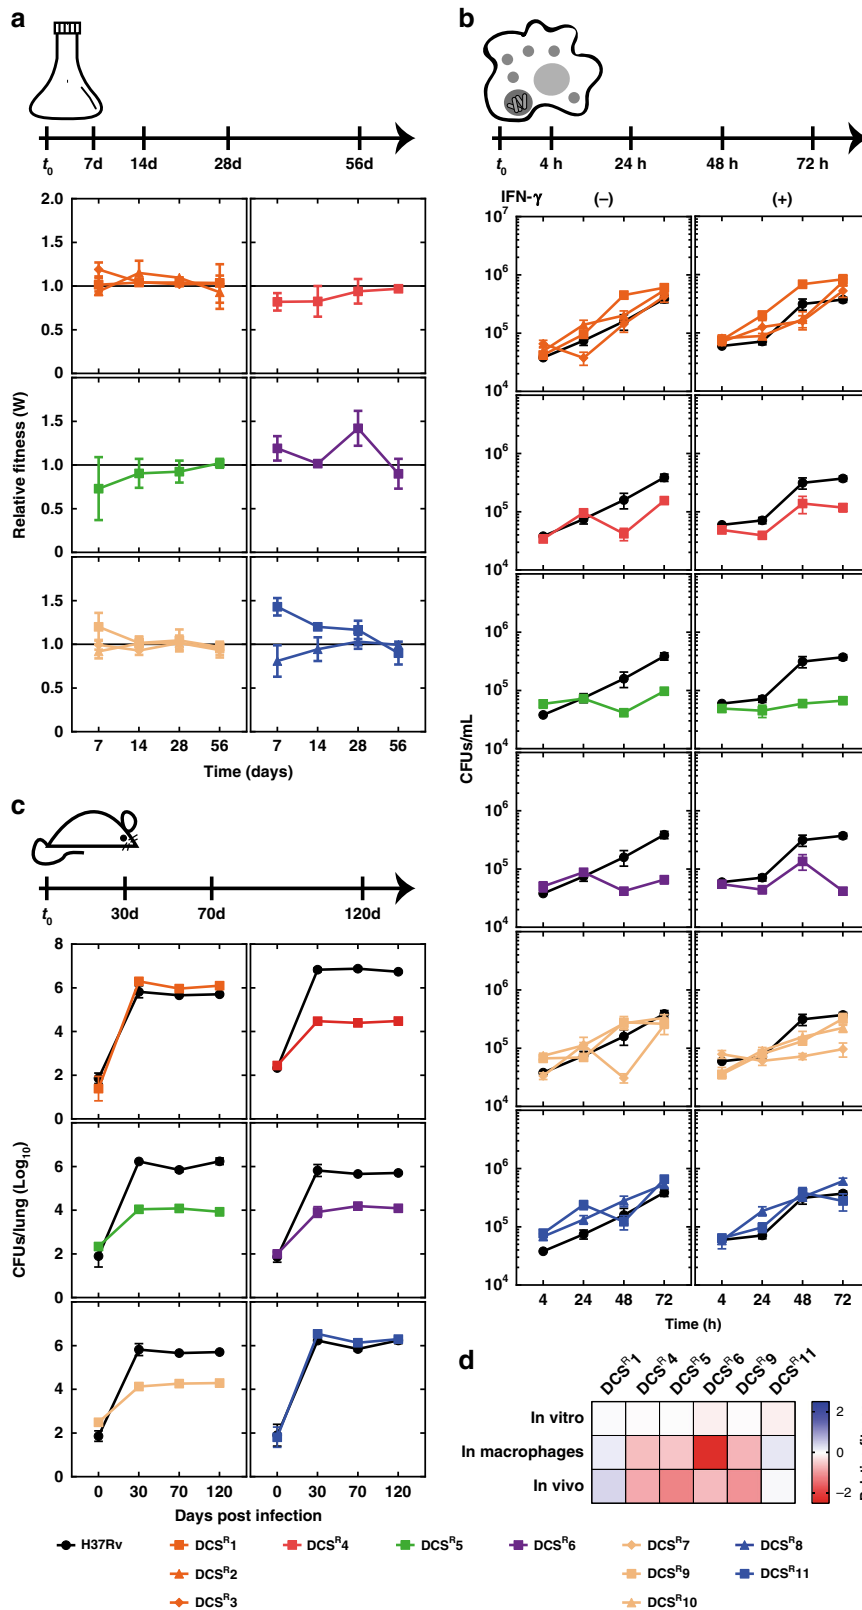 a
t0 7d 14d 28d 56d
2.0
1.5
1.0
0.5
0
1.5
1.0
0.5
0
1.5
1.0
0.5
0
Relative fitness (W)
7 14 28 56 7 14 28 56
Time (days)
b
t0 4 h 24 h 48 h 72 h
IFN-γ (–) (+)
10^7
10^6
10^5
10^4
10^6
10^5
10^4
10^6
10^5
10^4
10^6
10^5
10^4
10^6
10^5
10^4
10^6
10^5
10^4
CFUs/mL
4 24 48 72 4 24 48 72
Time (h)
c
t0 30d 70d 120d
8
6
4
2
0
6
4
2
0
6
4
2
0
CFUs/lung (Log10)
0 30 70 120 0 30 70 120
Days post infection
d
DCS^R1 DCS^R4 DCS^R5 DCS^R6 DCS^R9 DCS^R11
In vitro
In macrophages
In vivo
2
0
–2
H37Rv DCS^R1 DCS^R4 DCS^R5 DCS^R6 DCS^R7 DCS^R8
DCS^R2 DCS^R9 DCS^R11
DCS^R3 DCS^R10